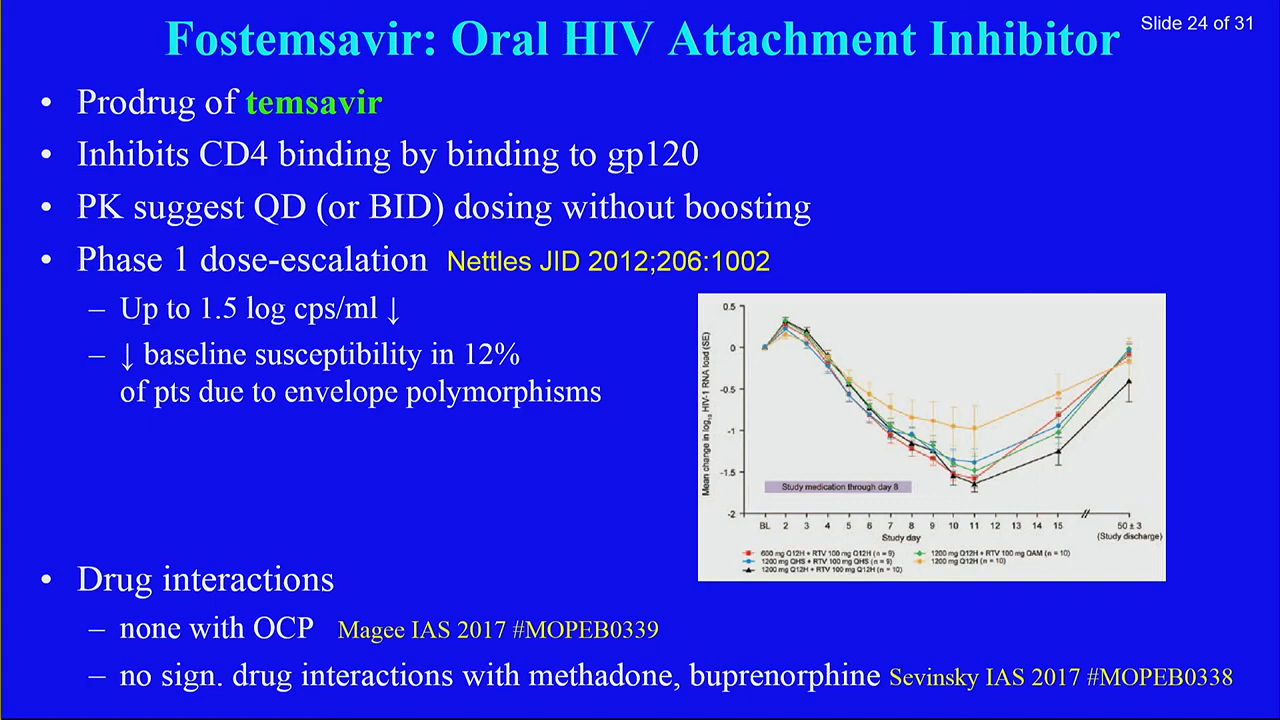 Slide 24 of 31
Fostemsavir: Oral HIV Attachment Inhibitor
• Prodrug of temsavir
• Inhibits CD4 binding by binding to gp120
• PK suggest QD (or BID) dosing without boosting
• Phase 1 dose-escalation Nettles JID 2012;206:1002
– Up to 1.5 log cps/ml ↓
– ↓ baseline susceptibility in 12%
of pts due to envelope polymorphisms
Mean change in log10 HIV-1 RNA load (SE)
0.5
0
-0.5
-1
-1.5
-2
Study medication through day 8
BL 2 3 4 5 6 7 8 9 10 11 12 13 14 15 // 50 ± 3
(Study discharge)
Study day
600 mg Q12H + RTV 100 mg Q12H (n = 9)
1200 mg QHS + RTV 100 mg QHS (n = 9)
1200 mg Q12H + RTV 100 mg Q12H (n = 10)
1200 mg Q12H + RTV 100 mg QAM (n = 10)
1200 mg Q12H (n = 10)
• Drug interactions
– none with OCP Magee IAS 2017 #MOPEB0339
– no sign. drug interactions with methadone, buprenorphine Sevinsky IAS 2017 #MOPEB0338